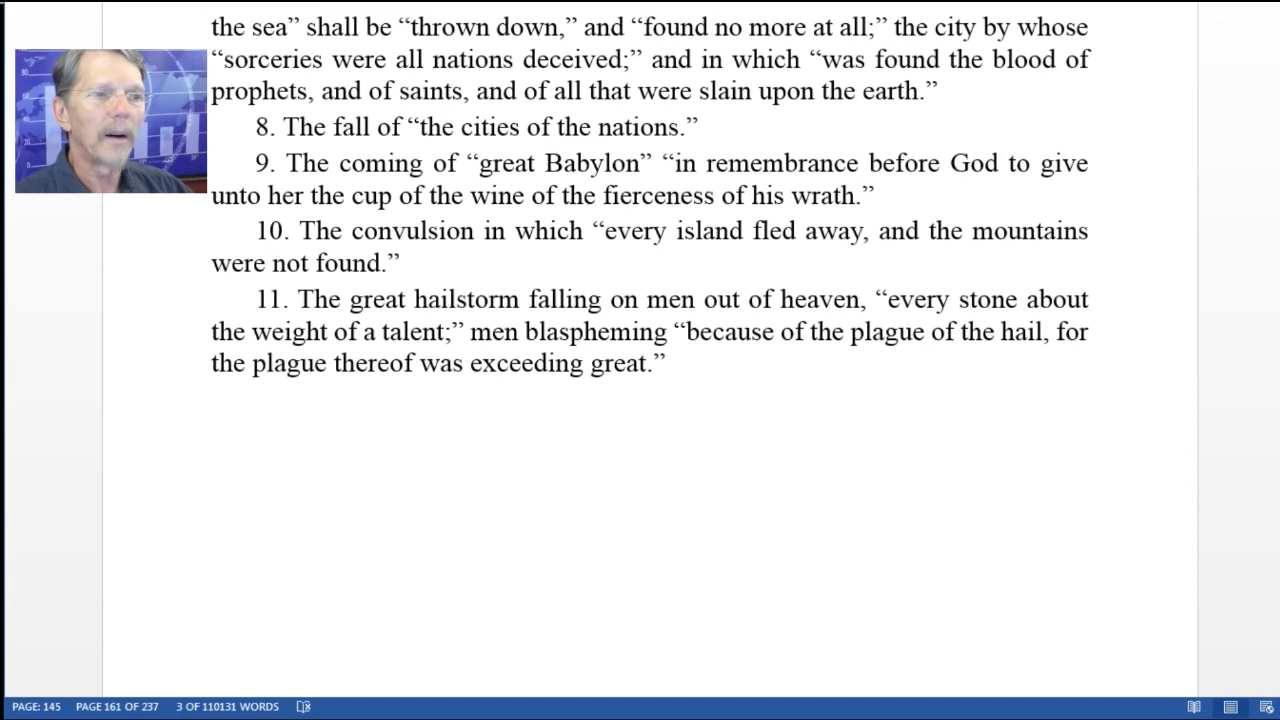 the sea” shall be “thrown down,” and “found no more at all;” the city by whose
“sorceries were all nations deceived;” and in which “was found the blood of
prophets, and of saints, and of all that were slain upon the earth.”
8. The fall of “the cities of the nations.”
9. The coming of “great Babylon” “in remembrance before God to give
unto her the cup of the wine of the fierceness of his wrath.”
10. The convulsion in which “every island fled away, and the mountains
were not found.”
11. The great hailstorm falling on men out of heaven, “every stone about
the weight of a talent;” men blaspheming “because of the plague of the hail, for
the plague thereof was exceeding great.”
PAGE: 145 PAGE 161 OF 237 3 OF 110131 WORDS